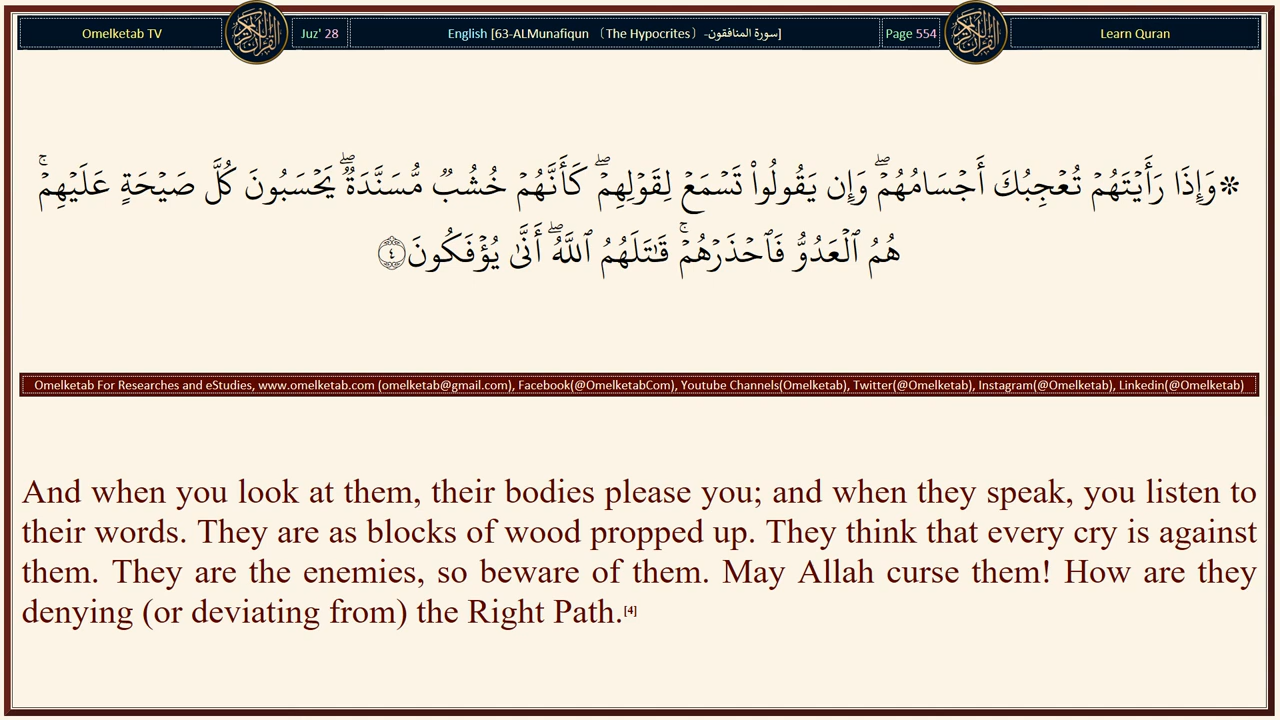 Omelketab TV
Juz' 28
English [63-ALMunafiqun 〔The Hypocrites〕 -سورة المنافقون]
Page 554
Learn Quran
۞وَإِذَا رَأَيۡتَهُمۡ تُعۡجِبُكَ أَجۡسَامُهُمۡۖ وَإِن يَقُولُواْ تَسۡمَعۡ لِقَوۡلِهِمۡۖ كَأَنَّهُمۡ خُشُبٞ مُّسَنَّدَةٞۖ يَحۡسَبُونَ كُلَّ صَيۡحَةٍ عَلَيۡهِمۡۚ
هُمُ ٱلۡعَدُوُّ فَٱحۡذَرۡهُمۡۚ قَٰتَلَهُمُ ٱللَّهُۖ أَنَّىٰ يُؤۡفَكُونَ ٤
Omelketab For Researches and eStudies, www.omelketab.com (omelketab@gmail.com), Facebook(@OmelketabCom), Youtube Channels(Omelketab), Twitter(@Omelketab), Instagram(@Omelketab), Linkedin(@Omelketab)
And when you look at them, their bodies please you; and when they speak, you listen to
their words. They are as blocks of wood propped up. They think that every cry is against
them. They are the enemies, so beware of them. May Allah curse them! How are they
denying (or deviating from) the Right Path.[4]